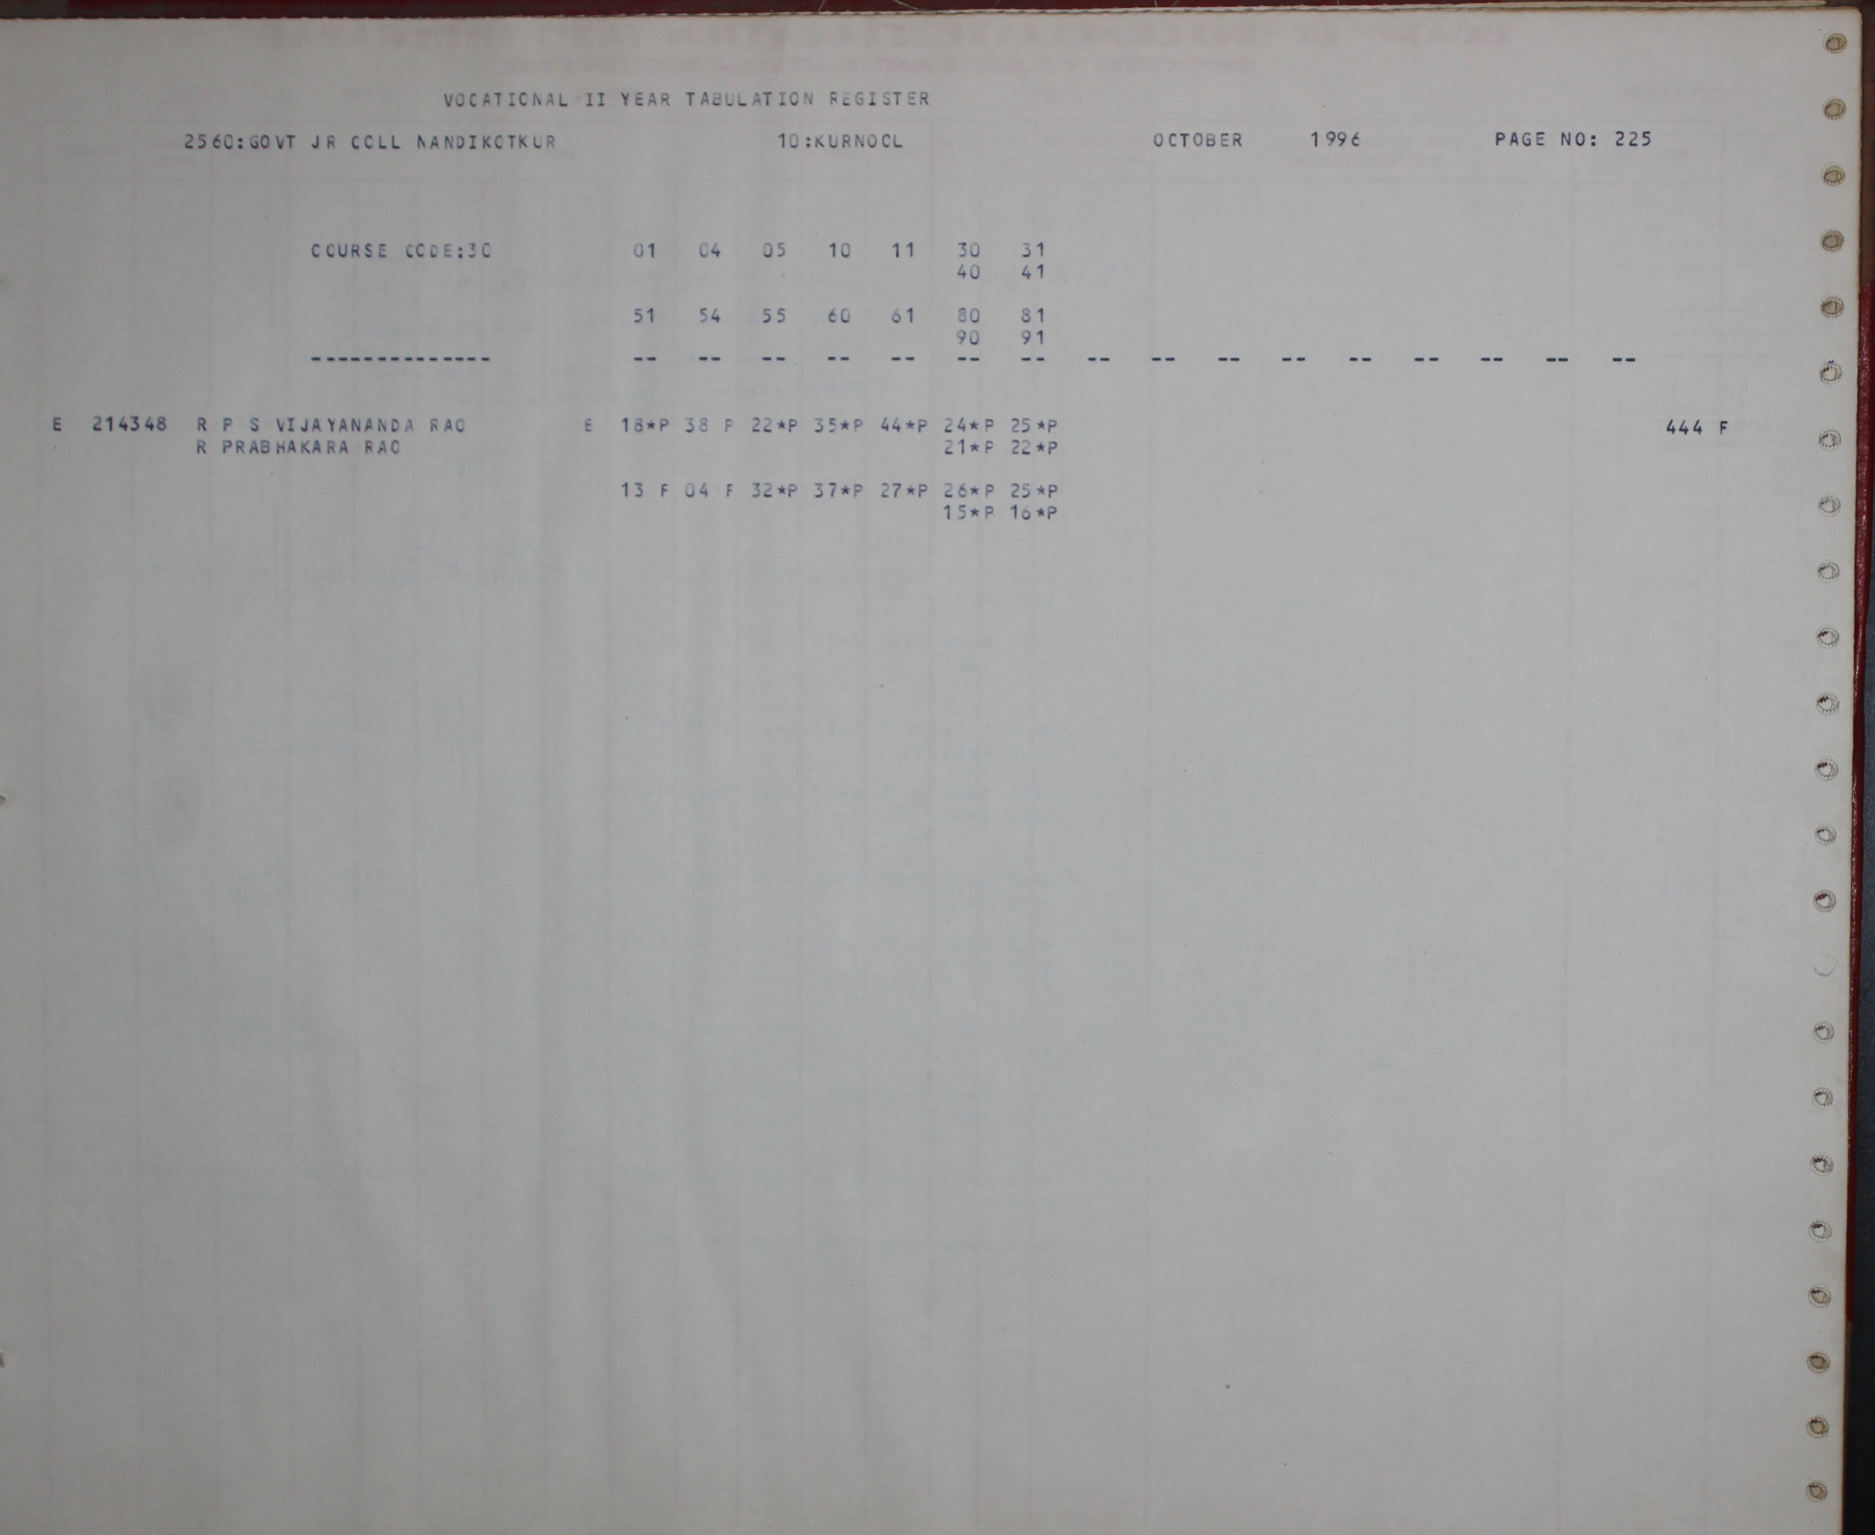 VOCATIONAL II YEAR TABULATION REGISTER
2560:GOVT JR COLL NANDIKOTKUR 10:KURNOOL OCTOBER 1996 PAGE NO: 225
COURSE CODE:30 01 04 05 10 11 30 31
40 41
51 54 55 60 61 80 81
90 91
-------------- -- -- -- -- -- -- -- -- -- -- -- -- -- -- -- --
E 214348 R P S VIJAYANANDA RAO E 18*P 38 P 22*P 35*P 44*P 24*P 25*P 444 F
R PRABHAKARA RAO 21*P 22*P
13 F 04 F 32*P 37*P 27*P 26*P 25*P
15*P 16*P